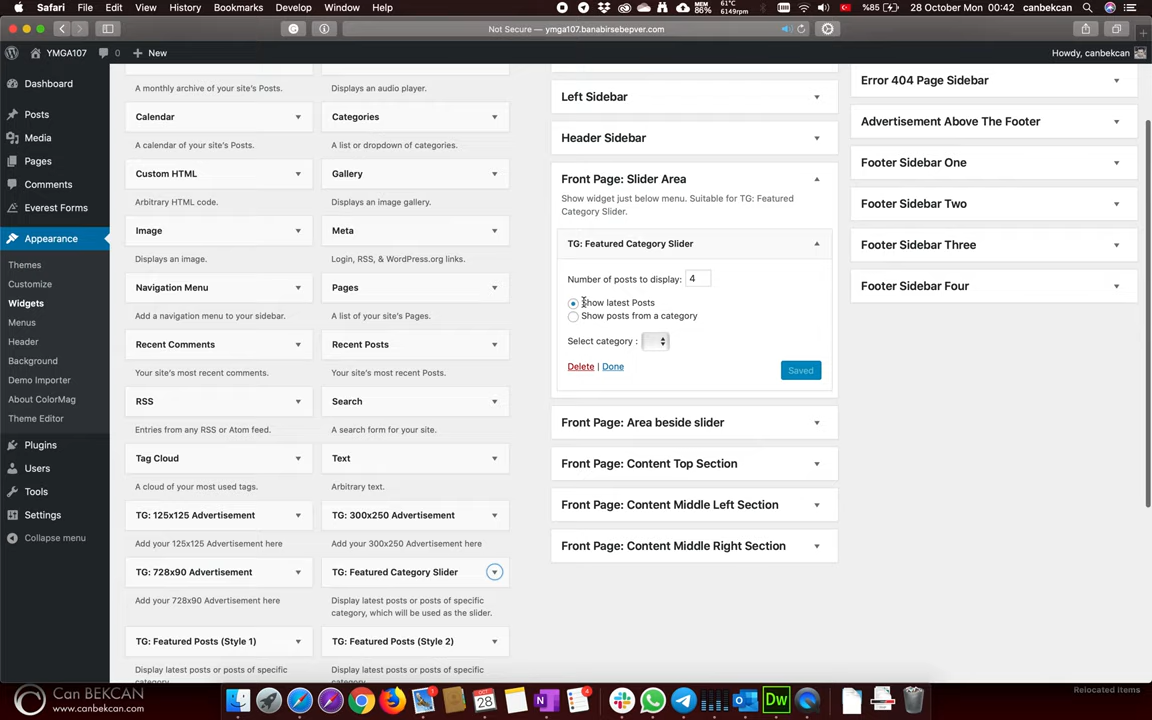 Safari File Edit View History Bookmarks Develop Window Help
MEM 86% 61°C 6149rpm %85 28 October Mon 00:42 canbekcan
Not Secure — ymga107.banabirsebepver.com
YMGA107 0 New Howdy, canbekcan
Dashboard
Posts
Media
Pages
Comments
Everest Forms
Appearance
Themes
Customize
Widgets
Menus
Header
Background
Demo Importer
About ColorMag
Theme Editor
Plugins
Users
Tools
Settings
Collapse menu
A monthly archive of your site's Posts.
Displays an audio player.
Calendar
Categories
A calendar of your site's Posts.
A list or dropdown of categories.
Custom HTML
Gallery
Arbitrary HTML code.
Displays an image gallery.
Image
Meta
Displays an image.
Login, RSS, & WordPress.org links.
Navigation Menu
Pages
Add a navigation menu to your sidebar.
A list of your site's Pages.
Recent Comments
Recent Posts
Your site's most recent comments.
Your site's most recent Posts.
RSS
Search
Entries from any RSS or Atom feed.
A search form for your site.
Tag Cloud
Text
A cloud of your most used tags.
Arbitrary text.
TG: 125x125 Advertisement
TG: 300x250 Advertisement
Add your 125x125 Advertisement here
Add your 300x250 Advertisement here
TG: 728x90 Advertisement
TG: Featured Category Slider
Add your 728x90 Advertisement here
Display latest posts or posts of specific
category, which will be used as the slider.
TG: Featured Posts (Style 1)
TG: Featured Posts (Style 2)
Display latest posts or posts of specific
Display latest posts or posts of specific
Left Sidebar
Header Sidebar
Front Page: Slider Area
Show widget just below menu. Suitable for TG: Featured
Category Slider.
TG: Featured Category Slider
Number of posts to display: 4
Show latest Posts
Show posts from a category
Select category :
Delete | Done
Saved
Front Page: Area beside slider
Front Page: Content Top Section
Front Page: Content Middle Left Section
Front Page: Content Middle Right Section
Error 404 Page Sidebar
Advertisement Above The Footer
Footer Sidebar One
Footer Sidebar Two
Footer Sidebar Three
Footer Sidebar Four
Can BEKCAN
www.canbekcan.com
28
Dw
Relocated Items